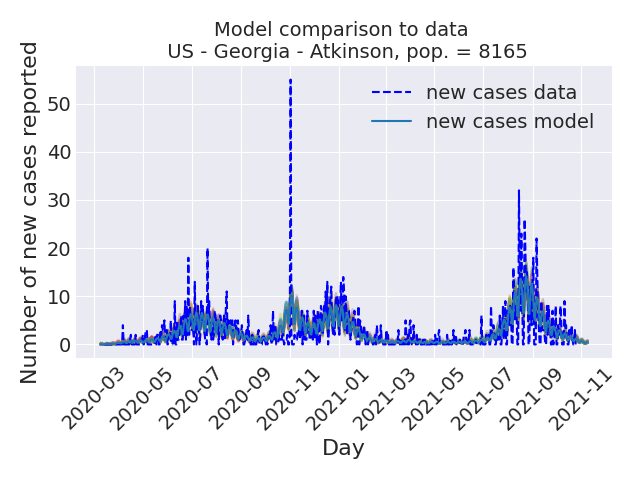 Model comparison to data
US - Georgia - Atkinson, pop. = 8165
Number of new cases reported
50
40
30
20
10
0
new cases data
new cases model
2020-03
2020-05
2020-07
2020-09
2020-11
2021-01
2021-03
2021-05
2021-07
2021-09
2021-11
Day